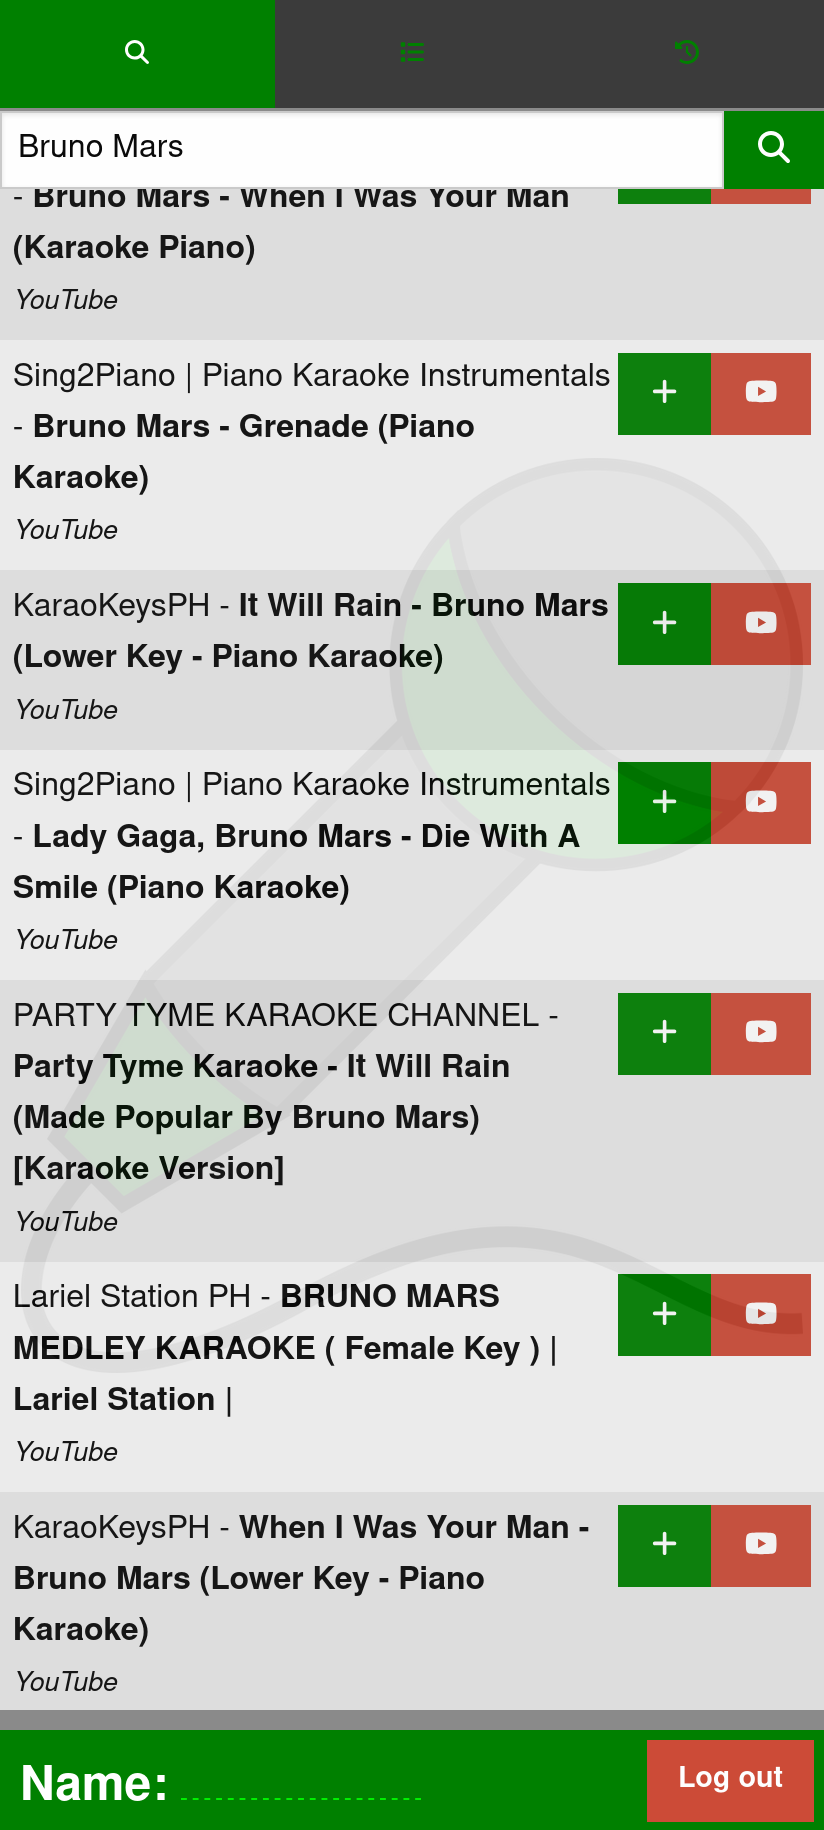 Bruno Mars
- Bruno Mars - When I Was Your Man
(Karaoke Piano)
YouTube
Sing2Piano | Piano Karaoke Instrumentals
- Bruno Mars - Grenade (Piano
Karaoke)
YouTube
KaraoKeysPH - It Will Rain - Bruno Mars
(Lower Key - Piano Karaoke)
YouTube
Sing2Piano | Piano Karaoke Instrumentals
- Lady Gaga, Bruno Mars - Die With A
Smile (Piano Karaoke)
YouTube
PARTY TYME KARAOKE CHANNEL -
Party Tyme Karaoke - It Will Rain
(Made Popular By Bruno Mars)
[Karaoke Version]
YouTube
Lariel Station PH - BRUNO MARS
MEDLEY KARAOKE ( Female Key ) |
Lariel Station |
YouTube
KaraoKeysPH - When I Was Your Man -
Bruno Mars (Lower Key - Piano
Karaoke)
YouTube
Name:
Log out